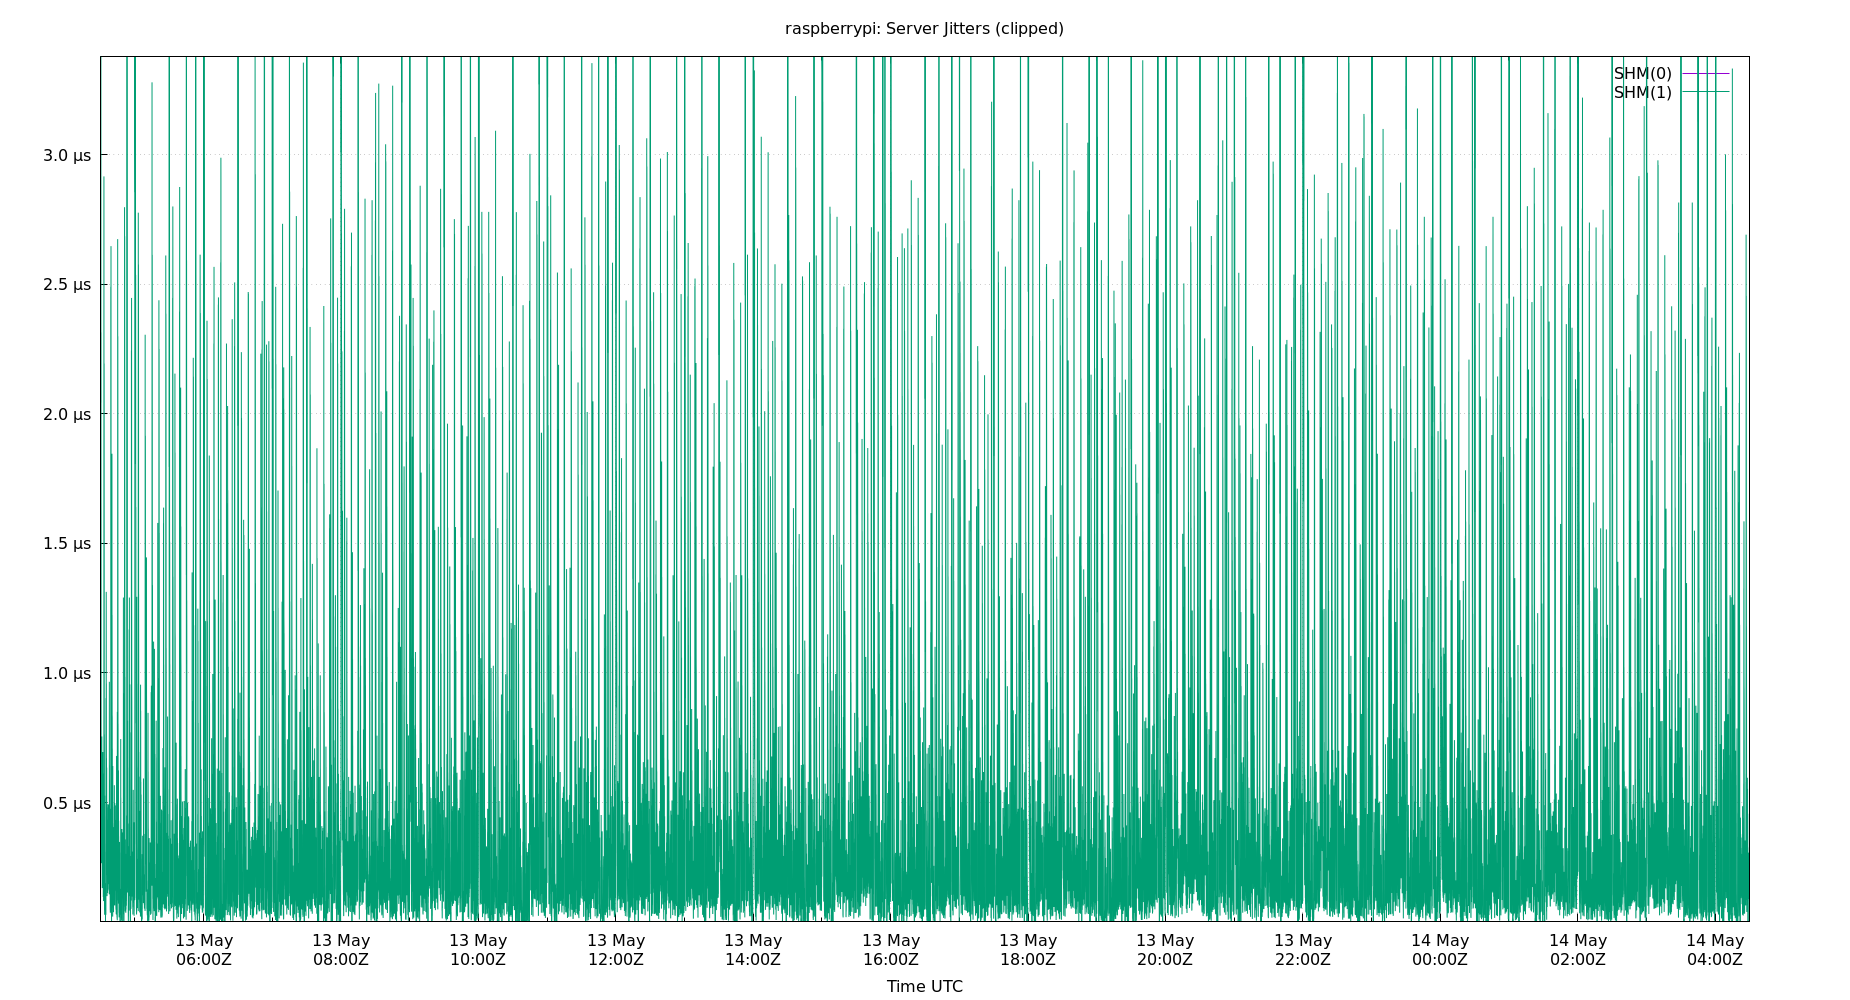 raspberrypi: Server Jitters (clipped)
SHM(0)
SHM(1)
3.0 µs
2.5 µs
2.0 µs
1.5 µs
1.0 µs
0.5 µs
13 May 13 May 13 May 13 May 13 May 13 May 13 May 13 May 13 May 14 May 14 May 14 May
06:00Z 08:00Z 10:00Z 12:00Z 14:00Z 16:00Z 18:00Z 20:00Z 22:00Z 00:00Z 02:00Z 04:00Z
Time UTC